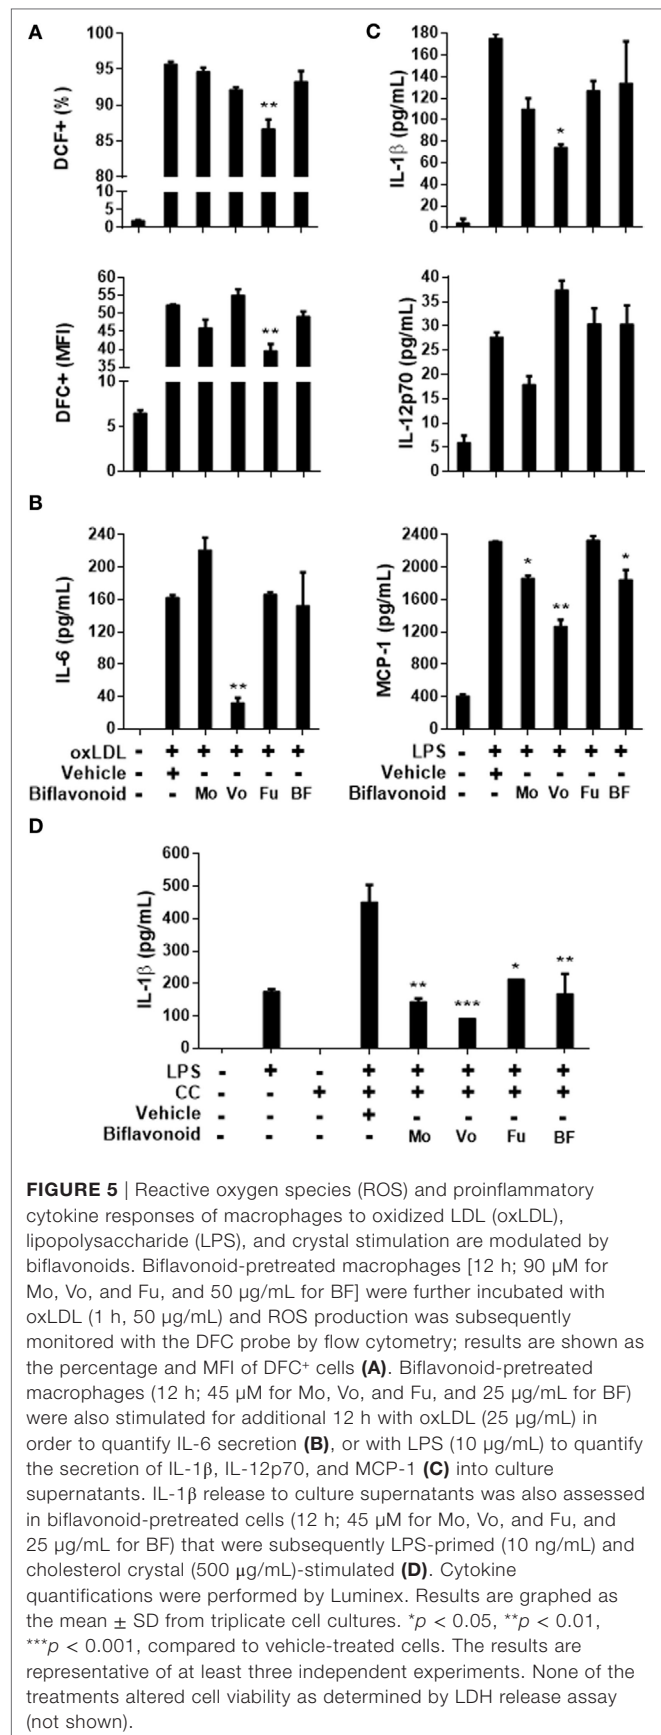 A
100
95
90
85
80
10
5
0
DCF+ (%)
**
60
55
50
45
40
35
10
5
0
DFC+ (MFI)
**
B
240
200
160
120
80
40
0
IL-6 (pg/mL)
**
oxLDL - + + + + +
Vehicle - + - - - -
Biflavonoid - - Mo Vo Fu BF
C
180
160
140
120
100
80
60
40
20
0
IL-1β (pg/mL)
*
40
35
30
25
20
15
10
5
0
IL-12p70 (pg/mL)
2400
2000
1600
1200
800
400
0
MCP-1 (pg/mL)
* ** *
LPS - + + + + +
Vehicle - + - - - -
Biflavonoid - - Mo Vo Fu BF
D
600
500
400
300
200
100
0
IL-1β (pg/mL)
** *** * **
LPS - + - + + + + +
CC - - + + + + + +
Vehicle - - - + - - - -
Biflavonoid - - - - Mo Vo Fu BF
FIGURE 5 | Reactive oxygen species (ROS) and proinflammatory
cytokine responses of macrophages to oxidized LDL (oxLDL),
lipopolysaccharide (LPS), and crystal stimulation are modulated by
biflavonoids. Biflavonoid-pretreated macrophages [12 h; 90 µM for
Mo, Vo, and Fu, and 50 µg/mL for BF] were further incubated with
oxLDL (1 h, 50 µg/mL) and ROS production was subsequently
monitored with the DFC probe by flow cytometry; results are shown as
the percentage and MFI of DFC⁺ cells (A). Biflavonoid-pretreated
macrophages (12 h; 45 µM for Mo, Vo, and Fu, and 25 µg/mL for BF)
were also stimulated for additional 12 h with oxLDL (25 µg/mL) in
order to quantify IL-6 secretion (B), or with LPS (10 µg/mL) to quantify
the secretion of IL-1β, IL-12p70, and MCP-1 (C) into culture
supernatants. IL-1β release to culture supernatants was also assessed
in biflavonoid-pretreated cells (12 h; 45 µM for Mo, Vo, and Fu, and
25 µg/mL for BF) that were subsequently LPS-primed (10 ng/mL) and
cholesterol crystal (500 µg/mL)-stimulated (D). Cytokine
quantifications were performed by Luminex. Results are graphed as
the mean ± SD from triplicate cell cultures. *p < 0.05, **p < 0.01,
***p < 0.001, compared to vehicle-treated cells. The results are
representative of at least three independent experiments. None of the
treatments altered cell viability as determined by LDH release assay
(not shown).